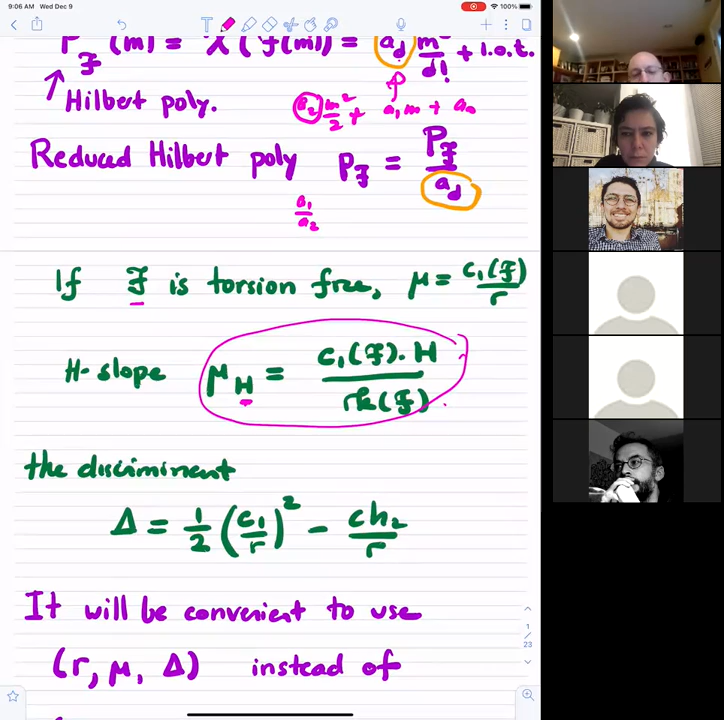 9:06 AM Wed Dec 9
100%
P_ℱ (m) = χ(ℱ(m)) = a_d m^d/d! + l.o.t.
Hilbert poly.
a_2 m^2/2 + a_1 m + a_0
Reduced Hilbert poly p_ℱ = P_ℱ/a_d
a_1/a_2
If ℱ is torsion free, μ = c_1(ℱ)/r
H-slope μ_H = c_1(ℱ).H/rk(ℱ)
the discriminent
Δ = 1/2 (c_1/r)^2 - ch_2/r
It will be convenient to use
(r, μ, Δ) instead of
1
/
23